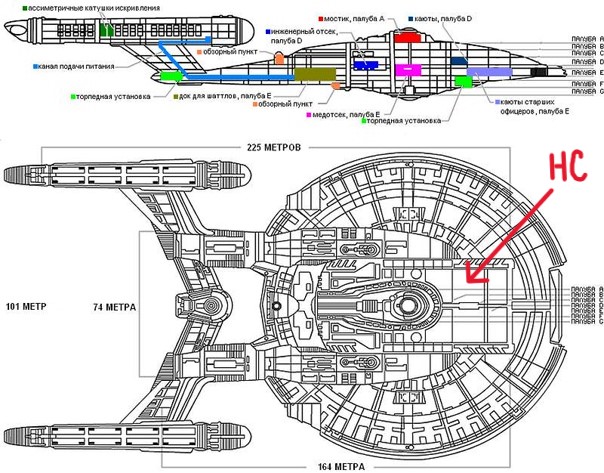 ассиметричные катушки искривления
мостик, палуба А
каюты, палуба D
инженерный отсек,
палуба D
обзорный пункт
канал подачи питания
ПАЛУБА A
ПАЛУБА B
ПАЛУБА C
ПАЛУБА D
ПАЛУБА E
ПАЛУБА F
ПАЛУБА G
торпедная установка
док для шаттлов, палуба E
обзорный пункт
каюты старших
офицеров, палуба E
медотсек, палуба E
торпедная установка
225 МЕТРОВ
НС
101 МЕТР
74 МЕТРА
ПАЛУБА A
ПАЛУБА B
ПАЛУБА C
ПАЛУБА D
ПАЛУБА E
ПАЛУБА F
ПАЛУБА G
164 МЕТРА